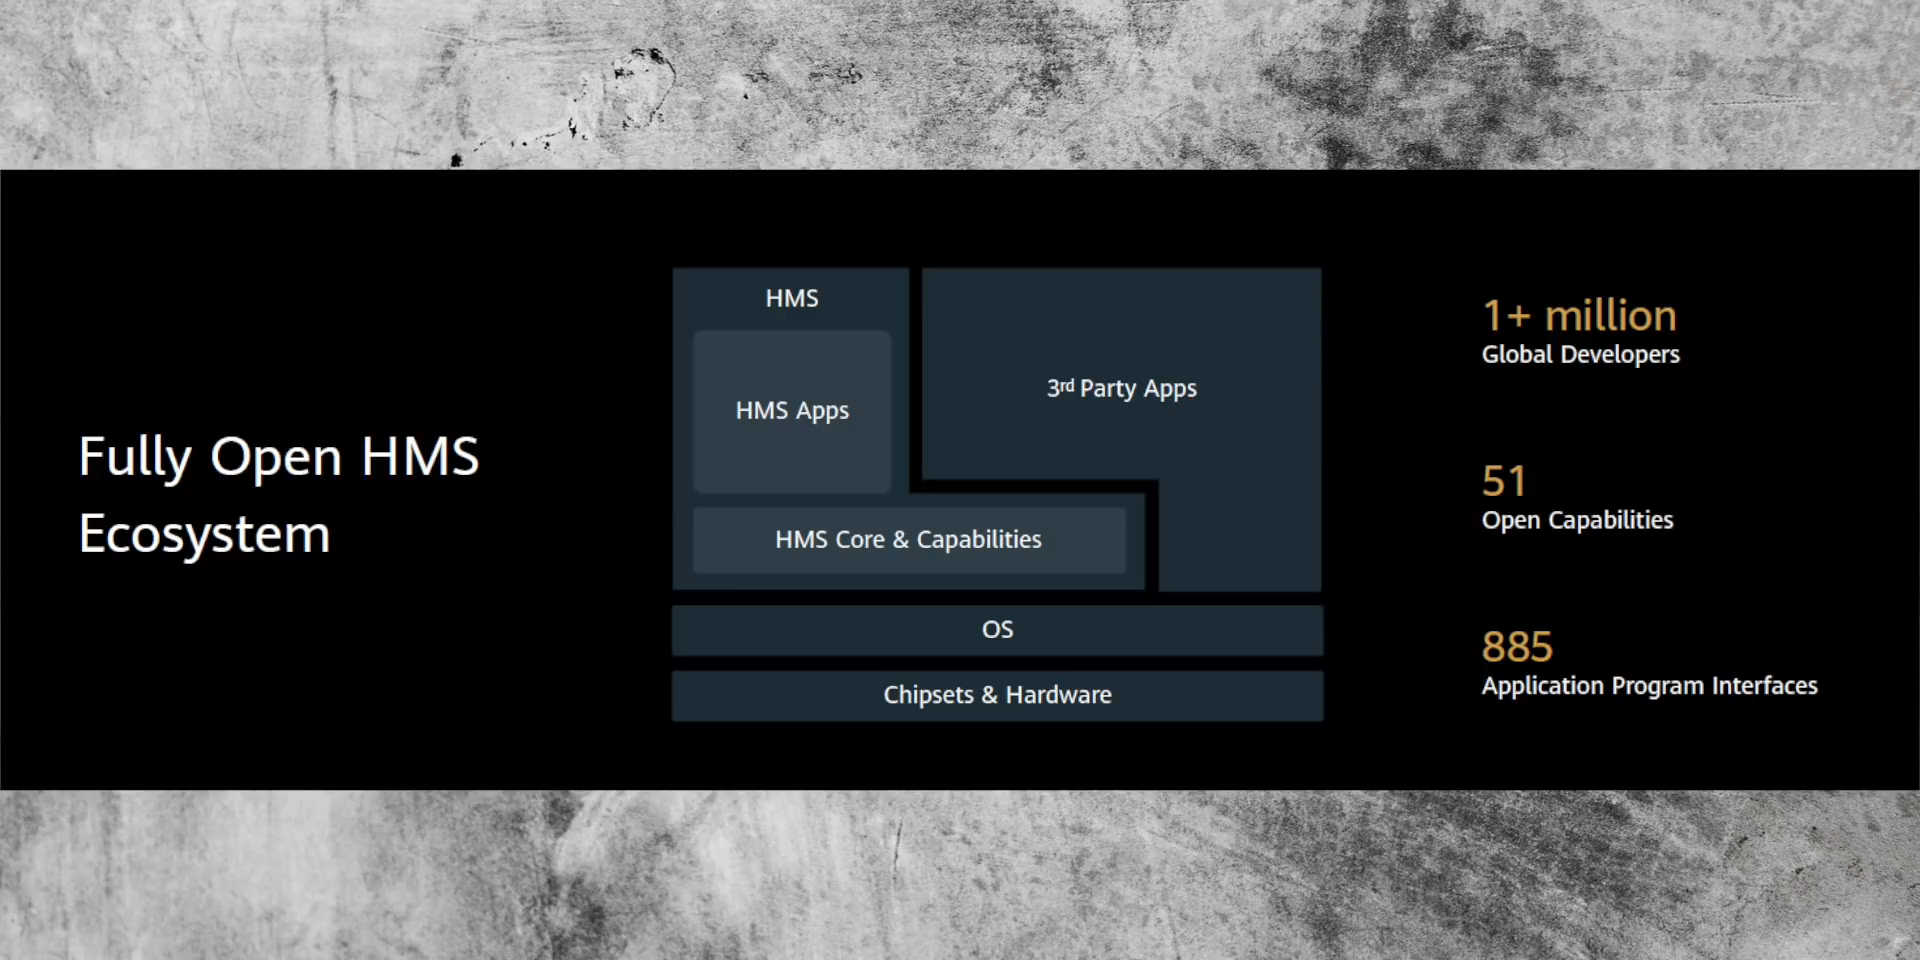 Fully Open HMS
Ecosystem
HMS
HMS Apps
3rd Party Apps
HMS Core & Capabilities
OS
Chipsets & Hardware
1+ million
Global Developers
51
Open Capabilities
885
Application Program Interfaces